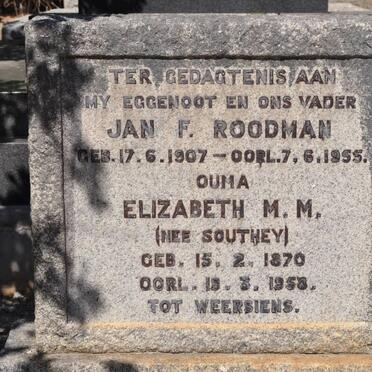 TER GEDAGTENIS AAN
MY EGGENOOT EN ONS VADER
JAN F. ROODMAN
GEB. 17. 6. 1907 — OORL. 7. 6. 1955.
OUMA
ELIZABETH M. M.
(NEE SOUTHEY)
GEB. 15. 2. 1870
OORL. 3. 1958.
TOT WEERSIENS.